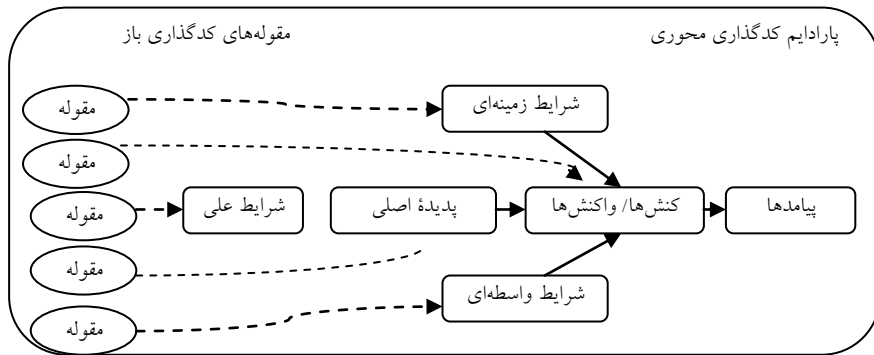 پارادایم کدگذاری محوری
مقوله‌های کدگذاری باز
شرایط زمینه‌ای
مقوله
مقوله
پیامدها
کنش‌ها/ واکنش‌ها
پدیدۀ اصلی
شرایط علی
مقوله
مقوله
شرایط واسطه‌ای
مقوله